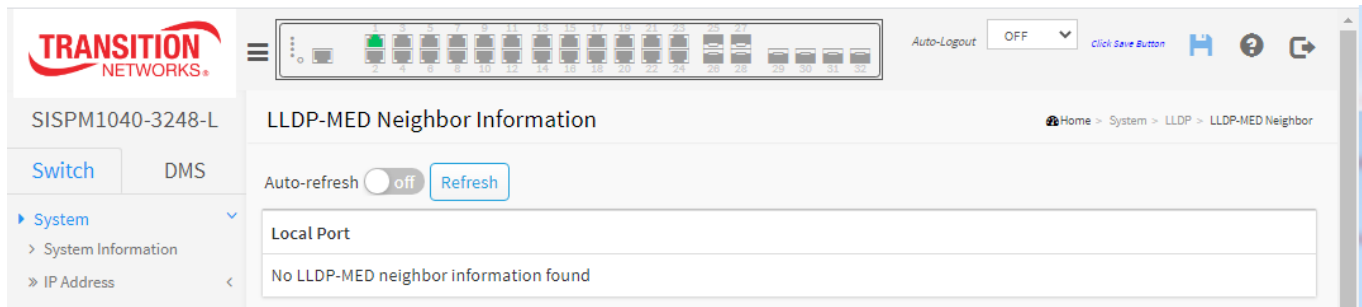 TRANSITION
NETWORKS®
1 3 5 7 9 11 13 15 17 19 21 23 25 27
2 4 6 8 10 12 14 16 18 20 22 24 26 28 29 30 31 32
Auto-Logout OFF Click Save Button
SISPM1040-3248-L
LLDP-MED Neighbor Information
Home > System > LLDP > LLDP-MED Neighbor
Switch DMS
Auto-refresh off Refresh
System
> System Information
» IP Address <
Local Port
No LLDP-MED neighbor information found